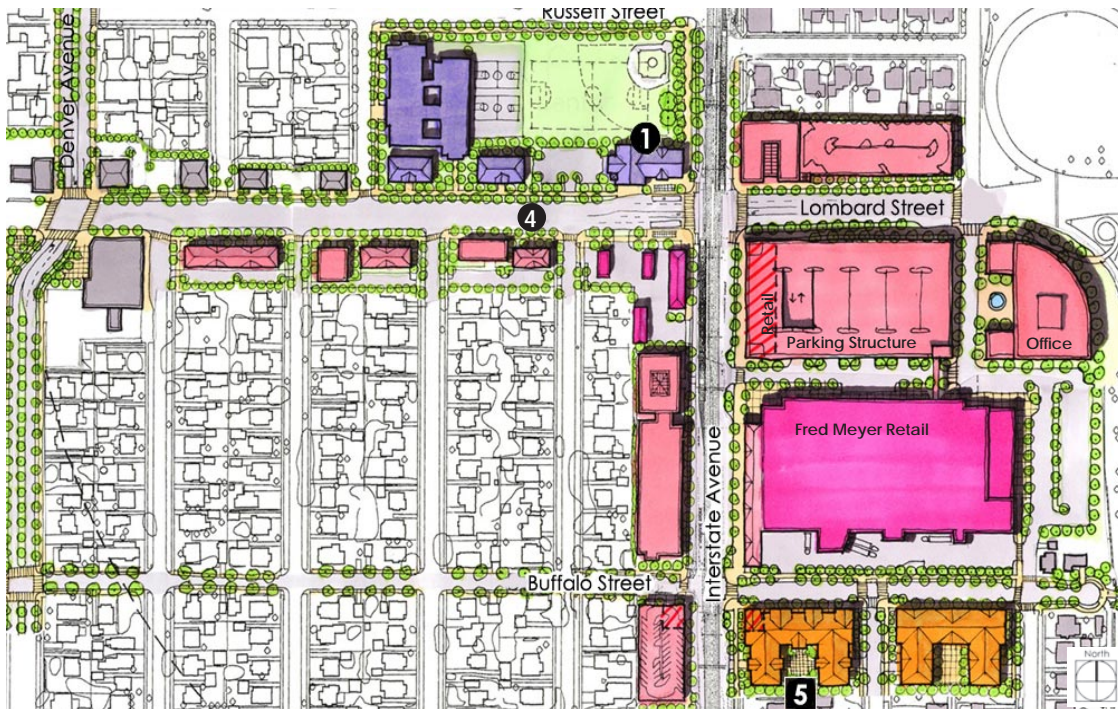 Russett Street
Denver Avenue
1
Lombard Street
4
Retail
Parking Structure
Office
Fred Meyer Retail
Interstate Avenue
Buffalo Street
5
North